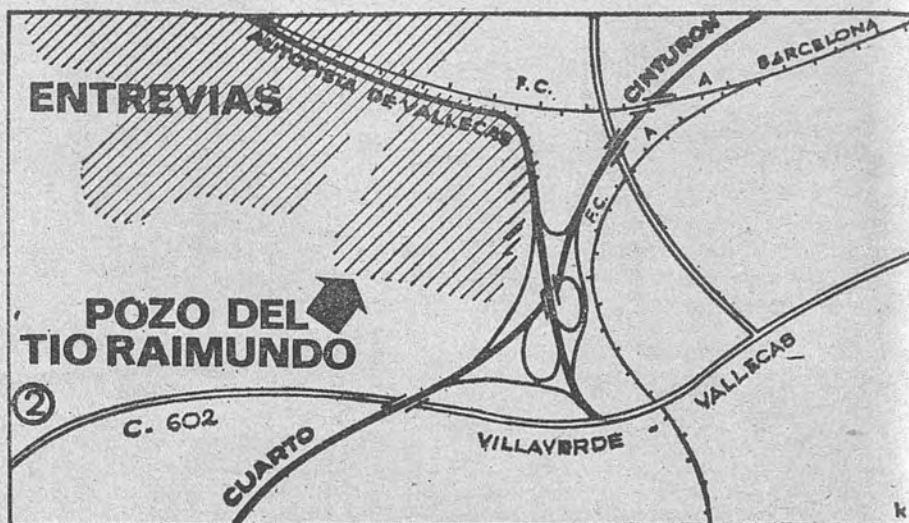 ENTREVIAS
AUTOPISTA DE VALLECAS
F.C.
CINTURON
A
BARCELONA
A
F.C.
POZO DEL
TIO RAIMUNDO
2
C. 602
CUARTO
VILLAVERDE -
VALLECAS
k